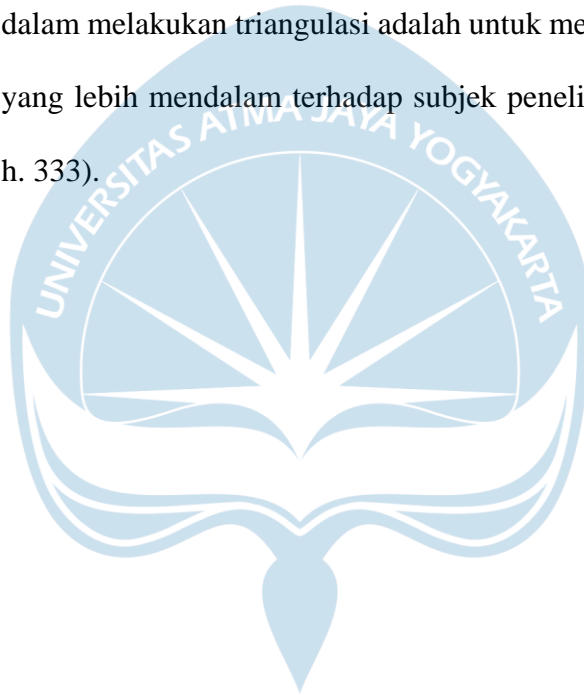 dalam melakukan triangulasi adalah untuk me
yang lebih mendalam terhadap subjek peneli
h. 333).
UNIVERSITAS ATMA JAYA YOGYAKARTA